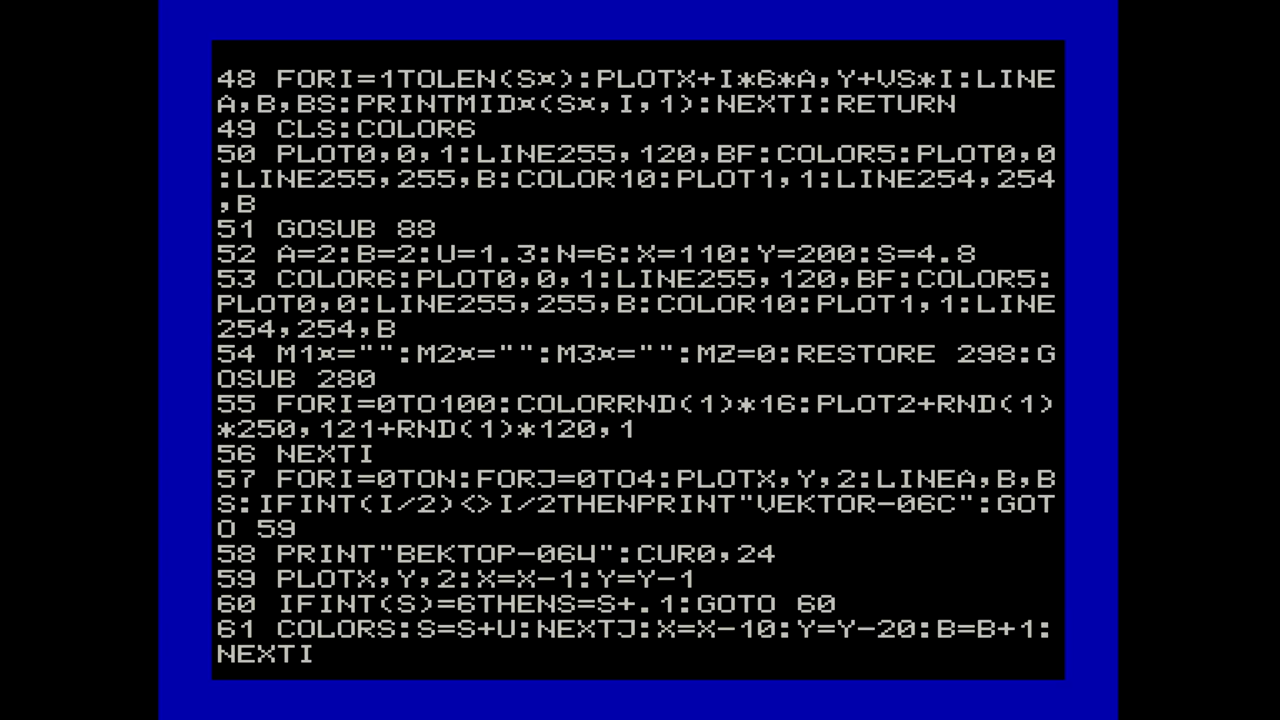 48 FORI=1TOLEN(S¤):PLOTX+I*6*A,Y+VS*I:LINE
A,B,BS:PRINTMID¤(S¤,I,1):NEXTI:RETURN
49 CLS:COLOR6
50 PLOT0,0,1:LINE255,120,BF:COLOR5:PLOT0,0
:LINE255,255,B:COLOR10:PLOT1,1:LINE254,254
,B
51 GOSUB 88
52 A=2:B=2:U=1.3:N=6:X=110:Y=200:S=4.8
53 COLOR6:PLOT0,0,1:LINE255,120,BF:COLOR5:
PLOT0,0:LINE255,255,B:COLOR10:PLOT1,1:LINE
254,254,B
54 M1¤="":M2¤="":M3¤="":MZ=0:RESTORE 298:G
OSUB 280
55 FORI=0TO100:COLORRND(1)*16:PLOT2+RND(1)
*250,121+RND(1)*120,1
56 NEXTI
57 FORI=0TON:FORJ=0TO4:PLOTX,Y,2:LINEA,B,B
S:IFINT(I/2)<>I/2THENPRINT"VEKTOR-06C":GOT
O 59
58 PRINT"ВЕКТОР-06Ц":CUR0,24
59 PLOTX,Y,2:X=X-1:Y=Y-1
60 IFINT(S)=6THENS=S+.1:GOTO 60
61 COLORS:S=S+U:NEXTJ:X=X-10:Y=Y-20:B=B+1:
NEXTI